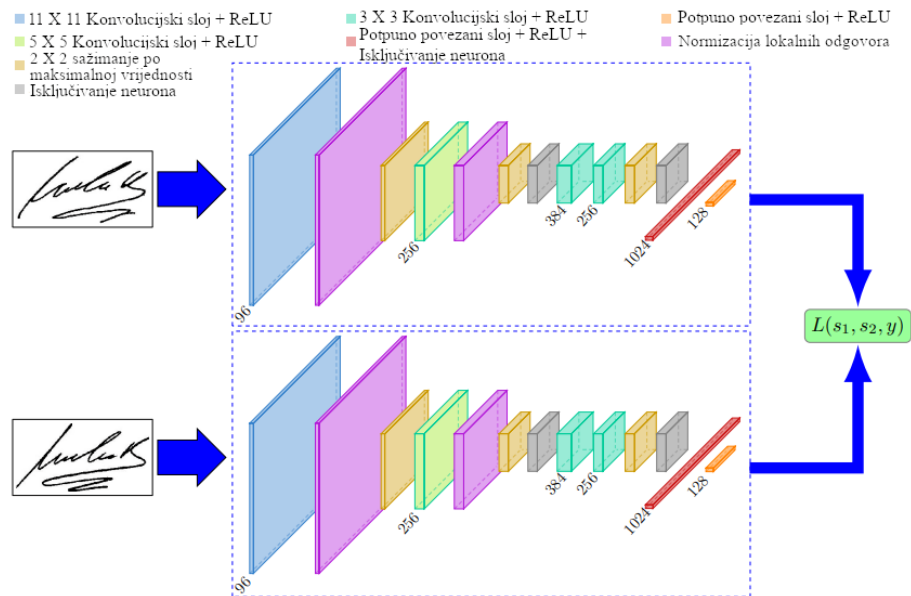 11 X 11 Konvolucijski sloj + ReLU
5 X 5 Konvolucijski sloj + ReLU
2 X 2 sažimanje po
maksimalnoj vrijednosti
Isključivanje neurona
3 X 3 Konvolucijski sloj + ReLU
Potpuno povezani sloj + ReLU +
Isključivanje neurona
Potpuno povezani sloj + ReLU
Normizacija lokalnih odgovora
96
256
384
256
1024
128
L(s₁, s₂, y)
96
256
384
256
1024
128